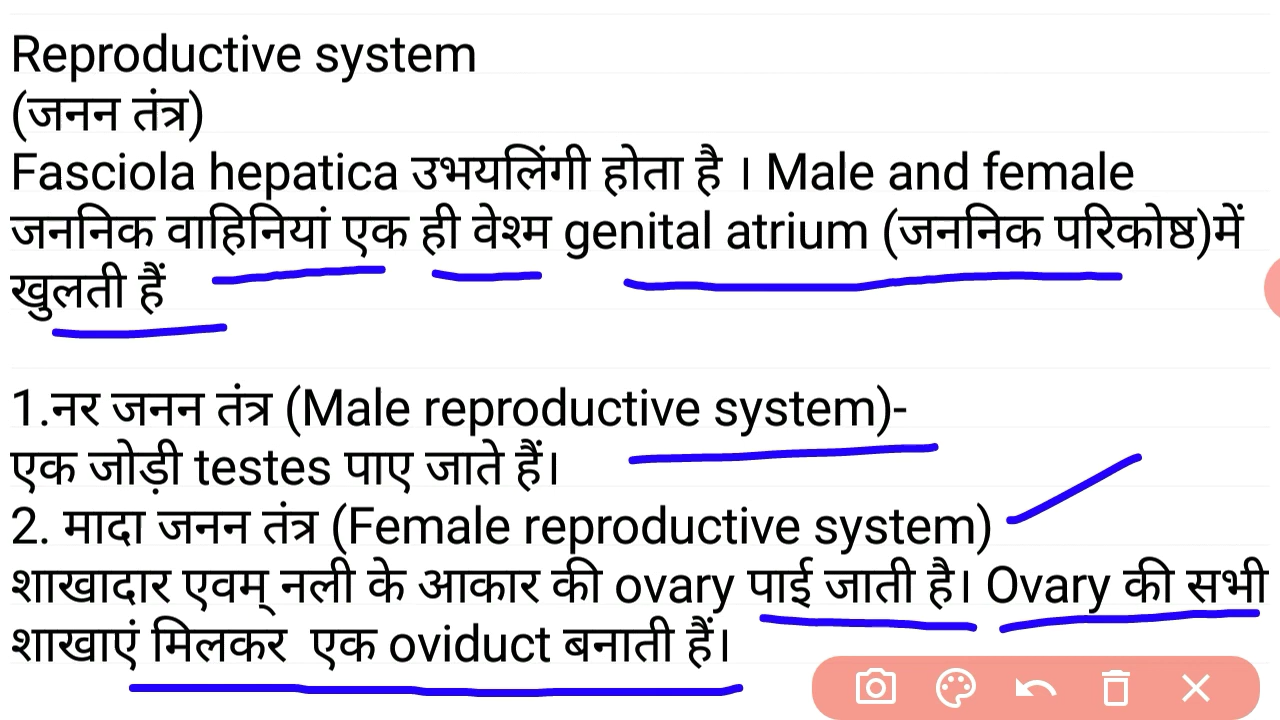 Reproductive system
(जनन तंत्र)
Fasciola hepatica उभयलिंगी होता है । Male and female
जननिक वाहिनियां एक ही वेश्म genital atrium (जननिक परिकोष्ठ)में
खुलती हैं
1.नर जनन तंत्र (Male reproductive system)-
एक जोड़ी testes पाए जाते हैं।
2. मादा जनन तंत्र (Female reproductive system)
शाखादार एवम् नली के आकार की ovary पाई जाती है। Ovary की सभी
शाखाएं मिलकर एक oviduct बनाती हैं।